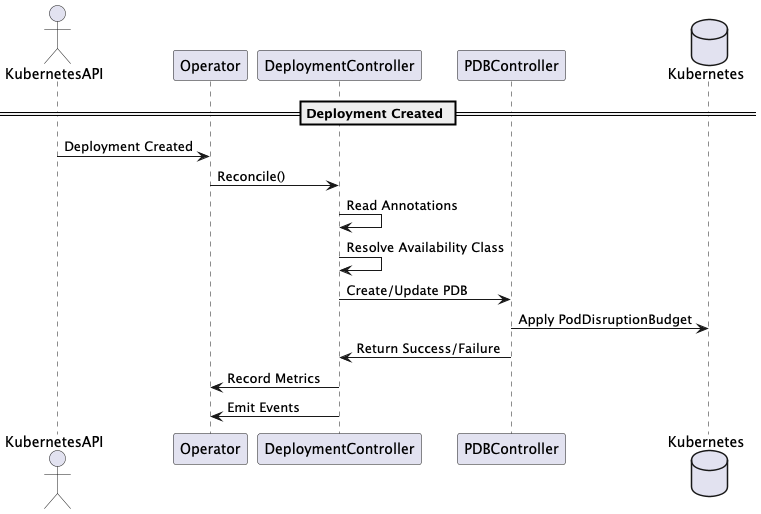 KubernetesAPI
Operator
DeploymentController
PDBController
Kubernetes
Deployment Created
Deployment Created
Reconcile()
Read Annotations
Resolve Availability Class
Create/Update PDB
Apply PodDisruptionBudget
Return Success/Failure
Record Metrics
Emit Events
KubernetesAPI
Operator
DeploymentController
PDBController
Kubernetes